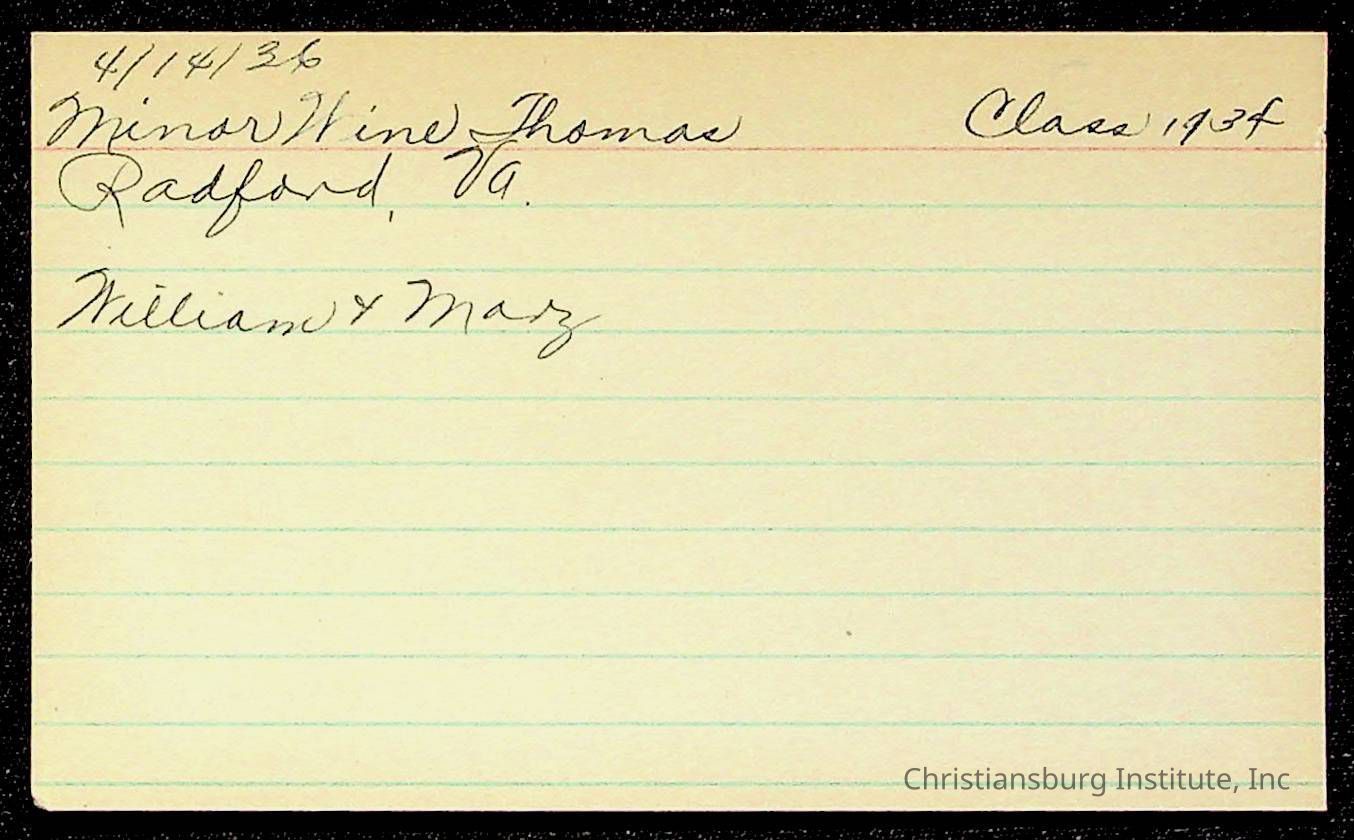 4/14/36
Minor Wine Thomas Class 1934
Radford, Va.
William & Mary
Christiansburg Institute, Inc